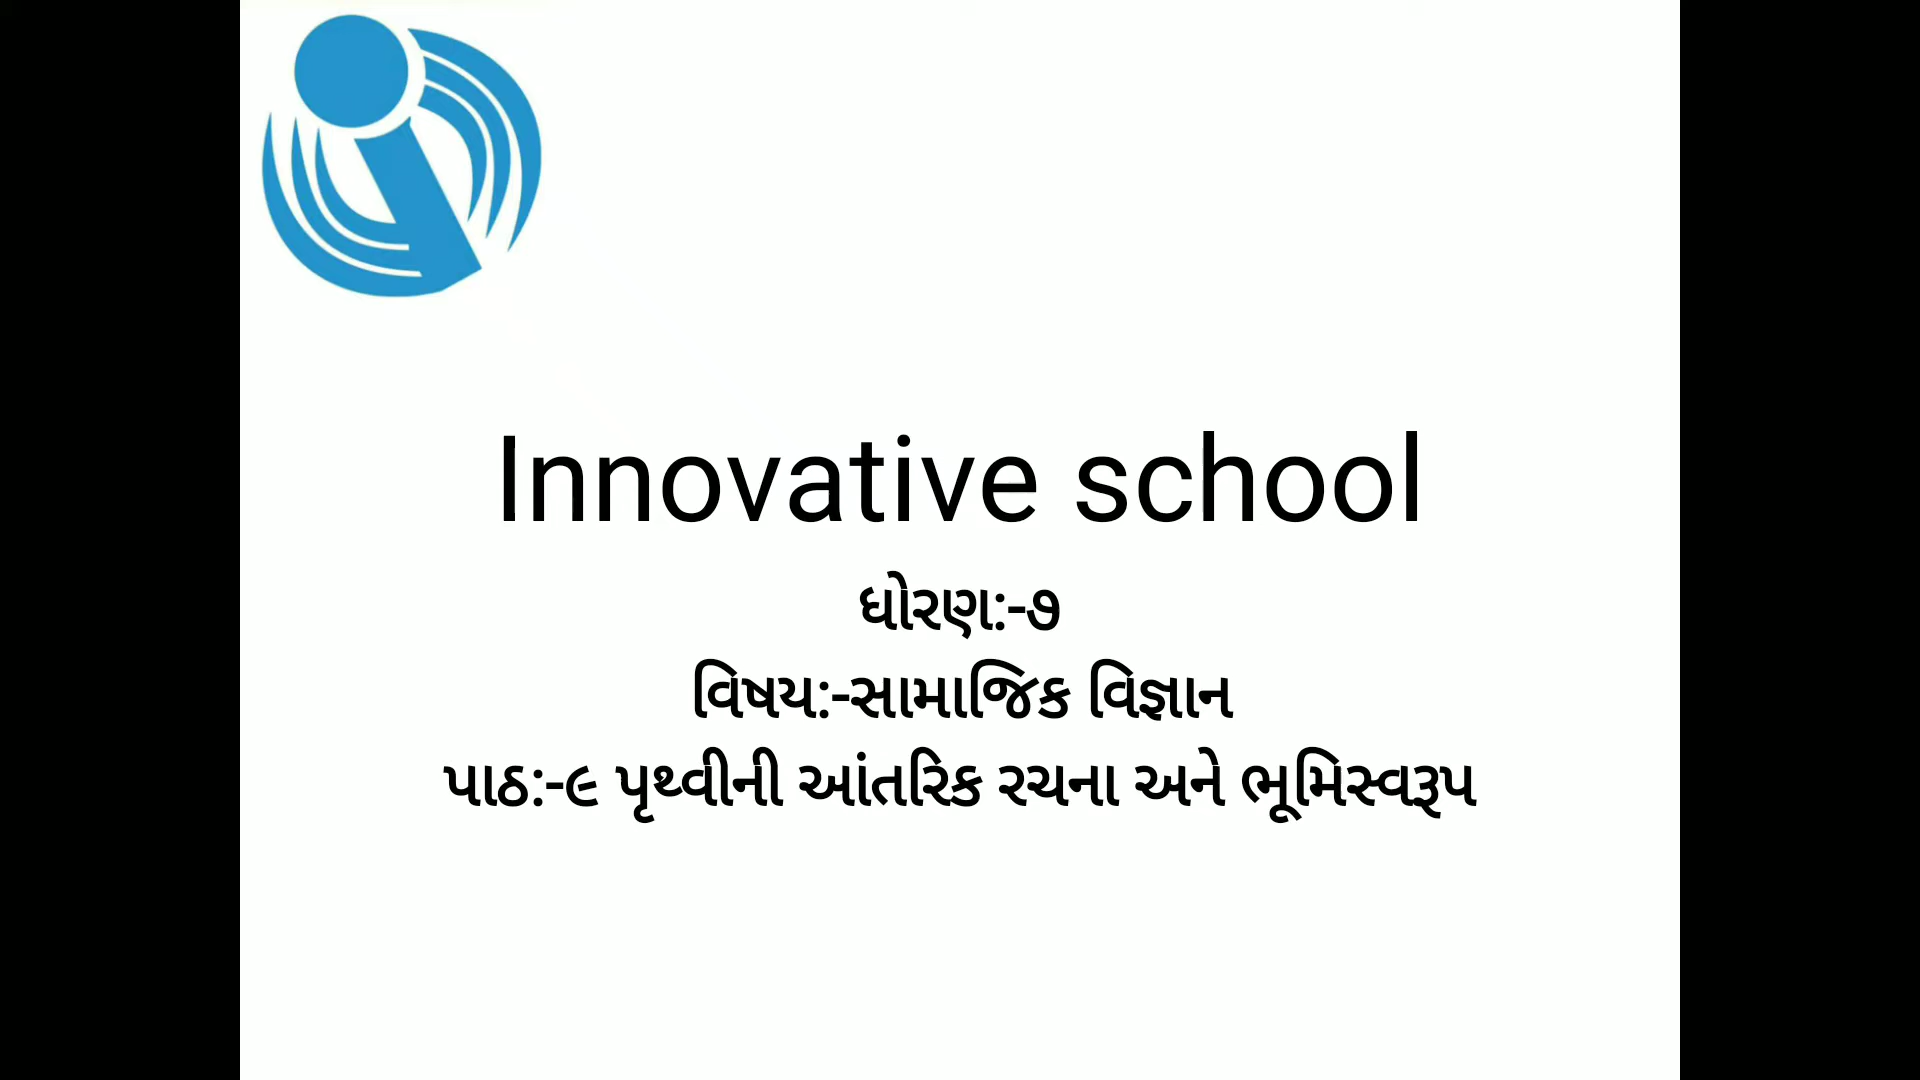 Innovative school
ધોરણ:-૭
વિષય:-સામાજિક વિજ્ઞાન
પાઠ:-૯ પૃથ્વીની આંતરિક રચના અને ભૂમિસ્વરૂપ